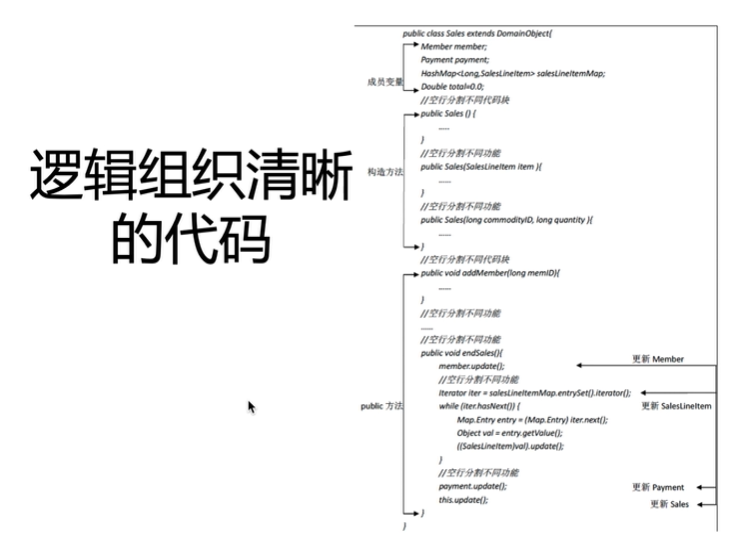 逻辑组织清晰
的代码
public class Sales extends DomainObject{
Member member;
Payment payment;
HashMap<Long,SalesLineItem> salesLineItemMap;
成员变量
Double total=0.0;
//空行分割不同代码块
public Sales () {
......
}
//空行分割不同功能
构造方法
public Sales(SalesLineItem item ){
......
}
//空行分割不同功能
public Sales(long commodityID, long quantity ){
......
}
//空行分割不同代码块
public void addMember(long memID){
......
}
//空行分割不同功能
......
//空行分割不同功能
public void endSales(){
更新 Member
member.update();
//空行分割不同功能
Iterator iter = salesLineItemMap.entrySet().iterator();
public 方法
while (iter.hasNext()) {
更新 SalesLineItem
Map.Entry entry = (Map.Entry) iter.next();
Object val = entry.getValue();
((SalesLineItem)val).update();
}
//空行分割不同功能
payment.update();
更新 Payment
this.update();
更新 Sales
}
}